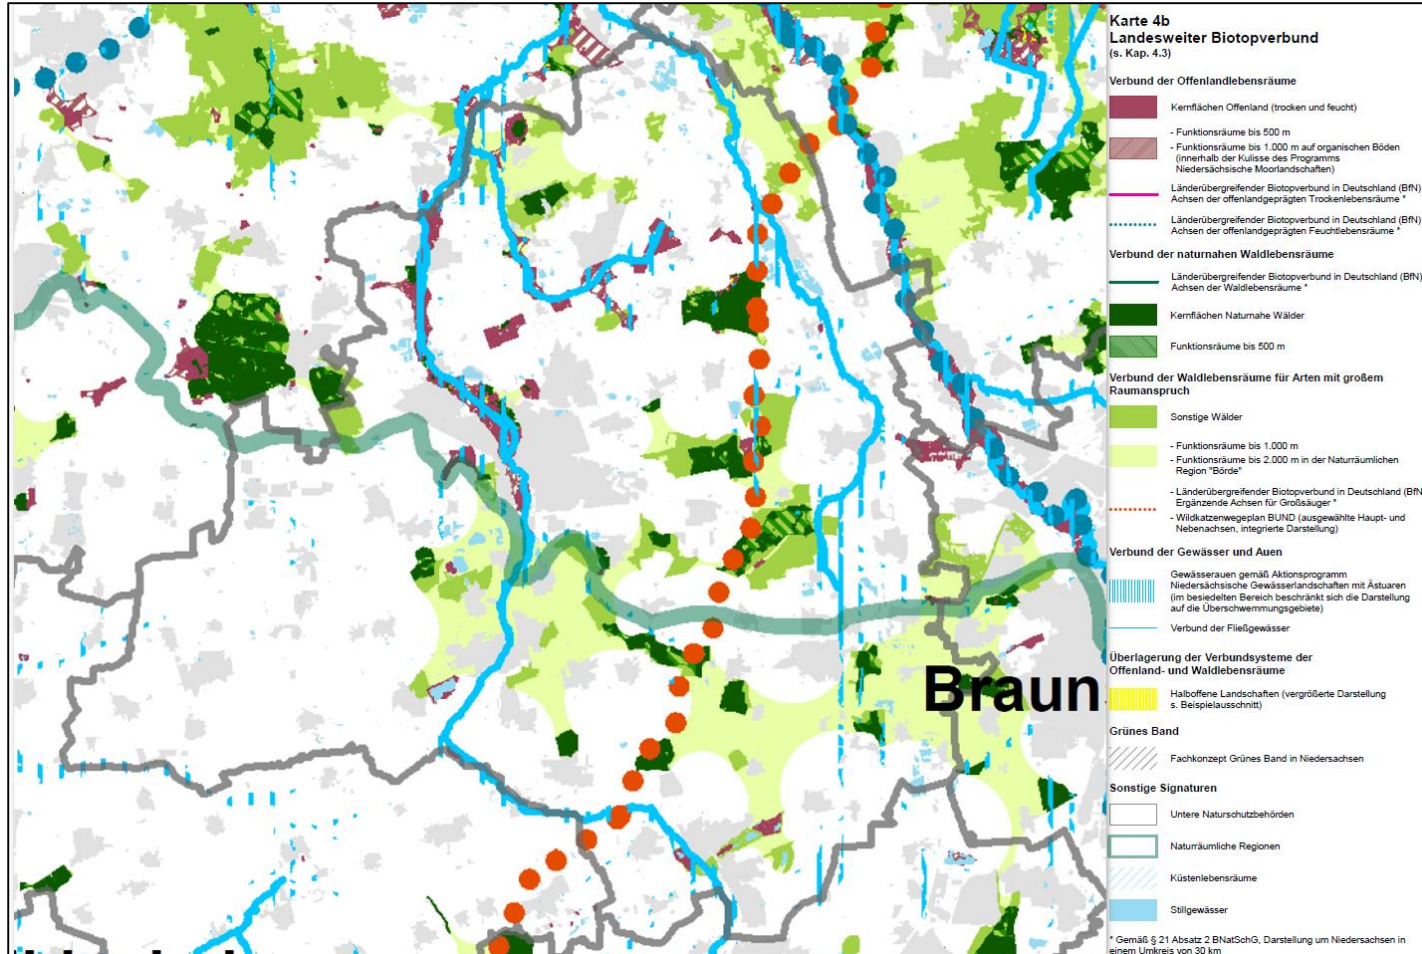 Karte 4b
Landesweiter Biotopverbund
(s. Kap. 4.3)
Verbund der Offenlandlebensräume
Kernflächen Offenland (trocken und feucht)
- Funktionsräume bis 500 m
- Funktionsräume bis 1.000 m auf organischen Böden
(innerhalb der Kulisse des Programms
Niedersächsische Moorlandschaften)
Länderübergreifender Biotopverbund in Deutschland (BfN)
Achsen der offenlandgeprägten Trockenlebensräume *
Länderübergreifender Biotopverbund in Deutschland (BfN)
Achsen der offenlandgeprägten Feuchtlebensräume *
Verbund der naturnahen Waldlebensräume
Länderübergreifender Biotopverbund in Deutschland (BfN)
Achsen der Waldlebensräume *
Kernflächen Naturnahe Wälder
Funktionsräume bis 500 m
Verbund der Waldlebensräume für Arten mit großem
Raumanspruch
Sonstige Wälder
- Funktionsräume bis 1.000 m
- Funktionsräume bis 2.000 m in der Naturräumlichen
Region "Börde"
- Länderübergreifender Biotopverbund in Deutschland (BfN
Ergänzende Achsen für Großsäuger *
- Wildkatzenwegeplan BUND (ausgewählte Haupt- und
Nebenachsen, integrierte Darstellung)
Verbund der Gewässer und Auen
Gewässerauen gemäß Aktionsprogramm
Niedersächsische Gewässerlandschaften mit Ästuaren
(im besiedelten Bereich beschränkt sich die Darstellung
auf die Überschwemmungsgebiete)
Verbund der Fließgewässer
Überlagerung der Verbundsysteme der
Offenland- und Waldlebensräume
Halboffene Landschaften (vergrößerte Darstellung
s. Beispielausschnitt)
Grünes Band
Fachkonzept Grünes Band in Niedersachsen
Sonstige Signaturen
Untere Naturschutzbehörden
Naturräumliche Regionen
Küstenlebensräume
Stillgewässer
* Gemäß § 21 Absatz 2 BNatSchG, Darstellung um Niedersachsen in
einem Umkreis von 30 km
Braun